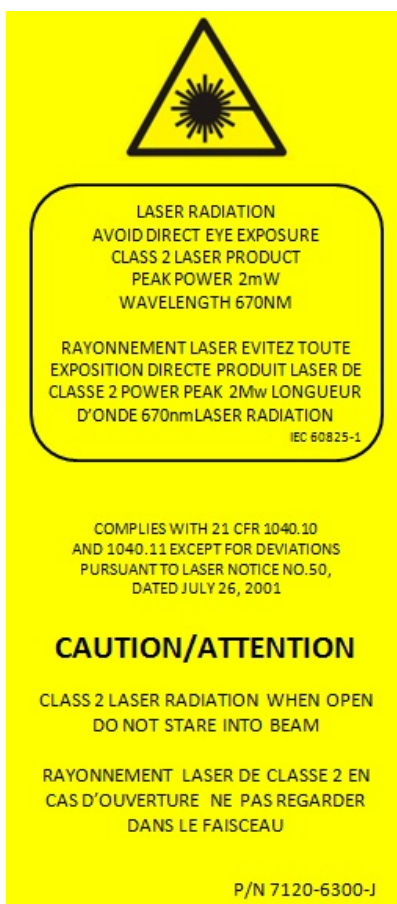 LASER RADIATION
AVOID DIRECT EYE EXPOSURE
CLASS 2 LASER PRODUCT
PEAK POWER 2mW
WAVELENGTH 670NM
RAYONNEMENT LASER EVITEZ TOUTE
EXPOSITION DIRECTE PRODUIT LASER DE
CLASSE 2 POWER PEAK 2Mw LONGUEUR
D'ONDE 670nmLASER RADIATION
IEC 60825-1
COMPLIES WITH 21 CFR 1040.10
AND 1040.11 EXCEPT FOR DEVIATIONS
PURSUANT TO LASER NOTICE NO.50,
DATED JULY 26, 2001
CAUTION/ATTENTION
CLASS 2 LASER RADIATION WHEN OPEN
DO NOT STARE INTO BEAM
RAYONNEMENT LASER DE CLASSE 2 EN
CAS D'OUVERTURE NE PAS REGARDER
DANS LE FAISCEAU
P/N 7120-6300-J